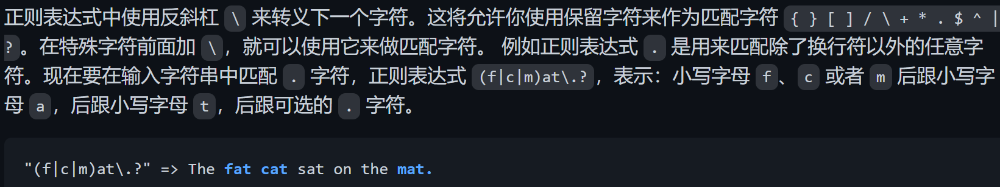 正则表达式中使用反斜杠 \ 来转义下一个字符。这将允许你使用保留字符来作为匹配字符 { } [ ] / \ + * . $ ^ |
?。在特殊字符前面加 \，就可以使用它来做匹配字符。 例如正则表达式 . 是用来匹配除了换行符以外的任意字
符。现在要在输入字符串中匹配 . 字符，正则表达式 (f|c|m)at\.?，表示：小写字母 f、c 或者 m 后跟小写字
母 a，后跟小写字母 t，后跟可选的 . 字符。
"(f|c|m)at\.?" => The fat cat sat on the mat.